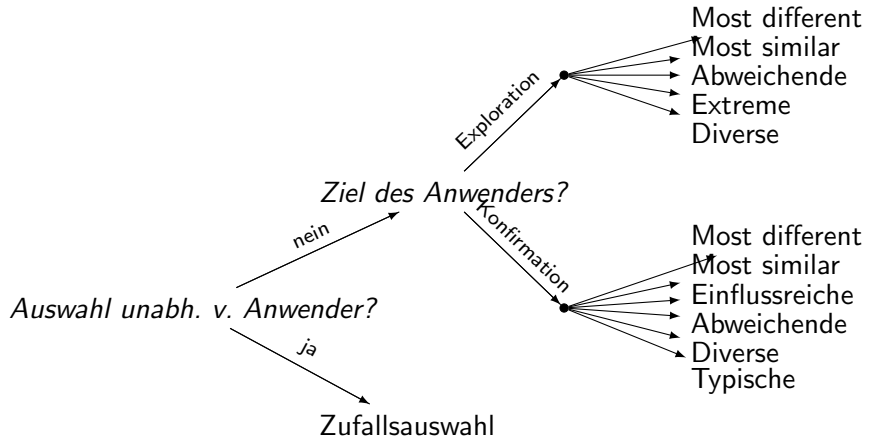 Most different
Most similar
Abweichende
Extreme
Diverse
Exploration
Ziel des Anwenders?
Konfirmation
nein
Most different
Most similar
Einflussreiche
Abweichende
Diverse
Typische
Auswahl unabh. v. Anwender?
ja
Zufallsauswahl